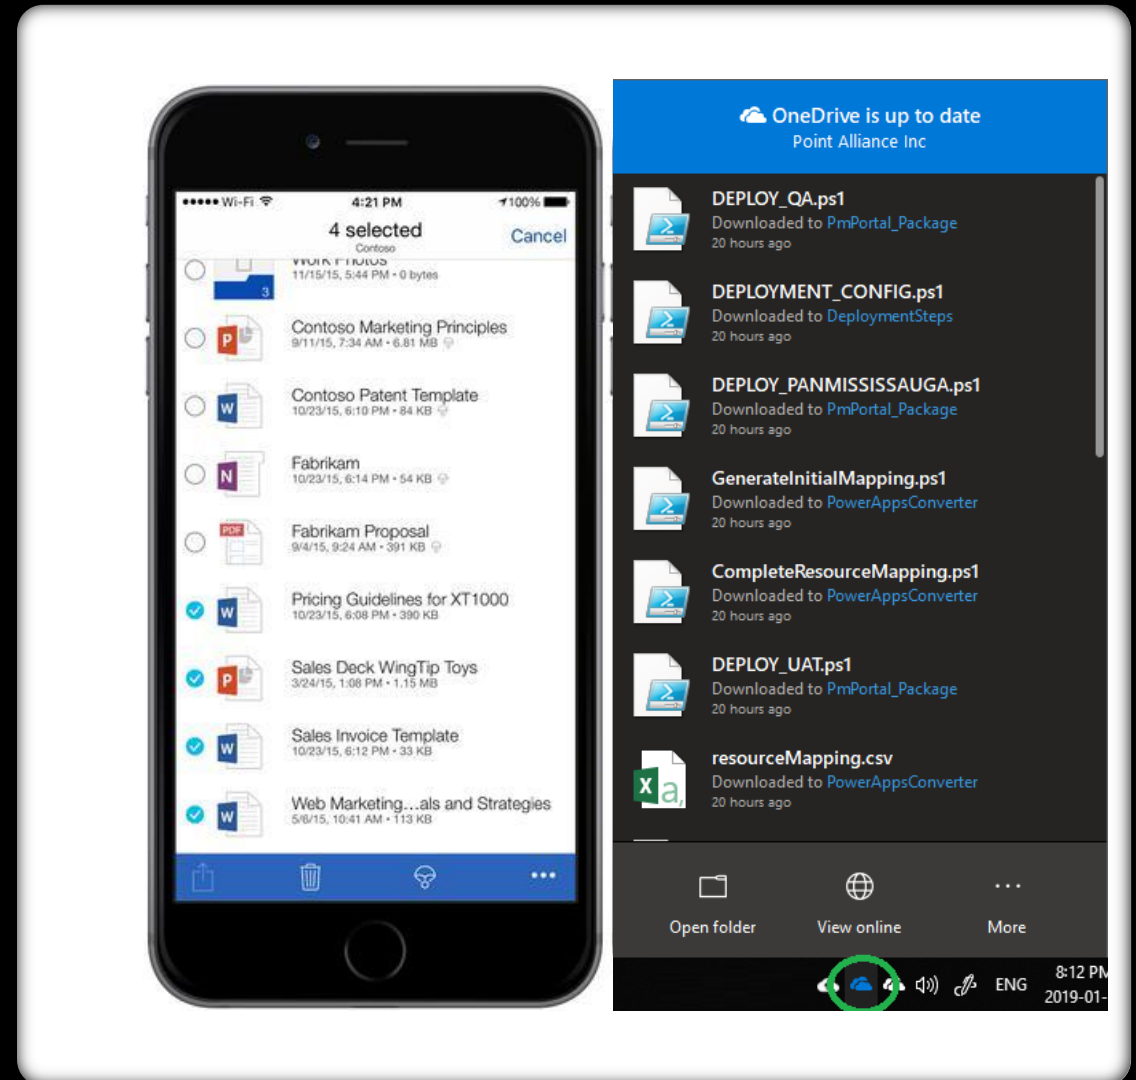 Wi-Fi 4:21 PM 100%
4 selected
Contoso
Cancel
Work Photos
11/15/15, 5:44 PM • 0 bytes
3
Contoso Marketing Principles
9/11/15, 7:34 AM • 6.81 MB
P
Contoso Patent Template
10/23/15, 6:10 PM • 84 KB
W
Fabrikam
10/23/15, 6:14 PM • 54 KB
N
Fabrikam Proposal
9/4/15, 9:24 AM • 391 KB
PDF
Pricing Guidelines for XT1000
10/23/15, 6:08 PM • 390 KB
W
Sales Deck WingTip Toys
3/24/15, 1:08 PM • 1.15 MB
P
Sales Invoice Template
10/23/15, 6:12 PM • 33 KB
W
Web Marketing...als and Strategies
5/6/15, 10:41 AM • 113 KB
W
OneDrive is up to date
Point Alliance Inc
DEPLOY_QA.ps1
Downloaded to PmPortal_Package
20 hours ago
DEPLOYMENT_CONFIG.ps1
Downloaded to DeploymentSteps
20 hours ago
DEPLOY_PANMISSISSAUGA.ps1
Downloaded to PmPortal_Package
20 hours ago
GenerateInitialMapping.ps1
Downloaded to PowerAppsConverter
20 hours ago
CompleteResourceMapping.ps1
Downloaded to PowerAppsConverter
20 hours ago
DEPLOY_UAT.ps1
Downloaded to PmPortal_Package
20 hours ago
resourceMapping.csv
Downloaded to PowerAppsConverter
20 hours ago
X a,
Open folder View online More
ENG 8:12 PM
2019-01-